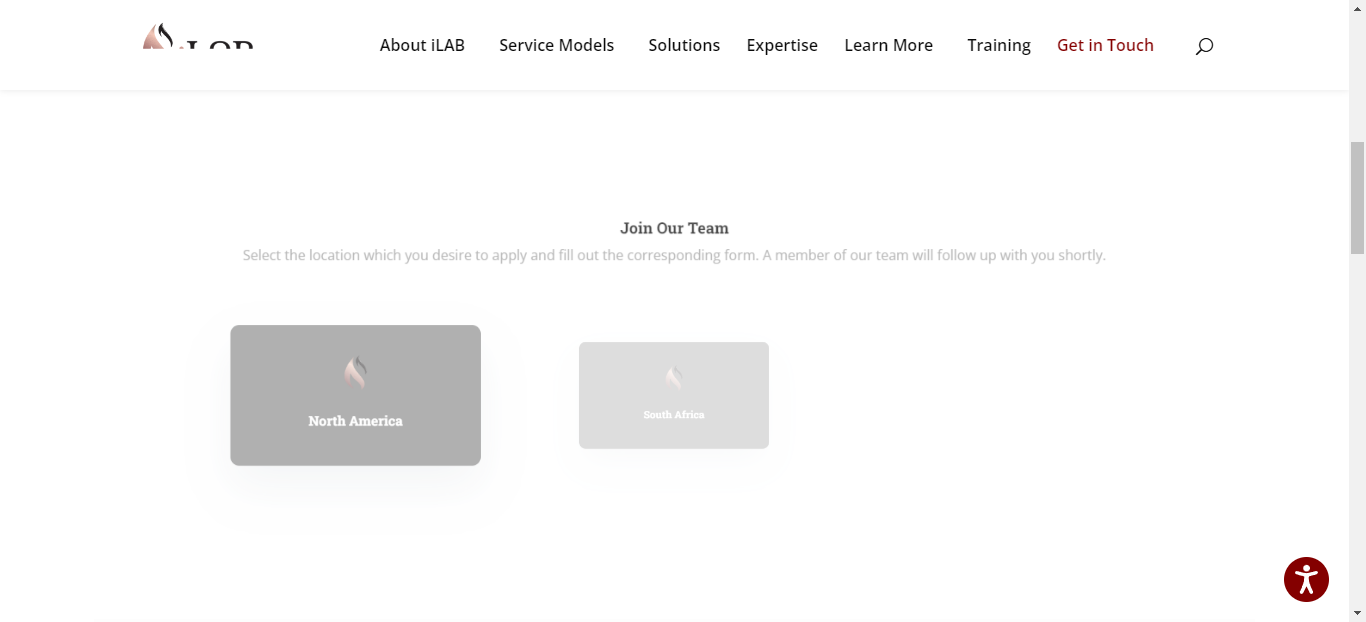 About iLAB Service Models Solutions Expertise Learn More Training Get in Touch
Join Our Team
Select the location which you desire to apply and fill out the corresponding form. A member of our team will follow up with you shortly.
North America
South Africa